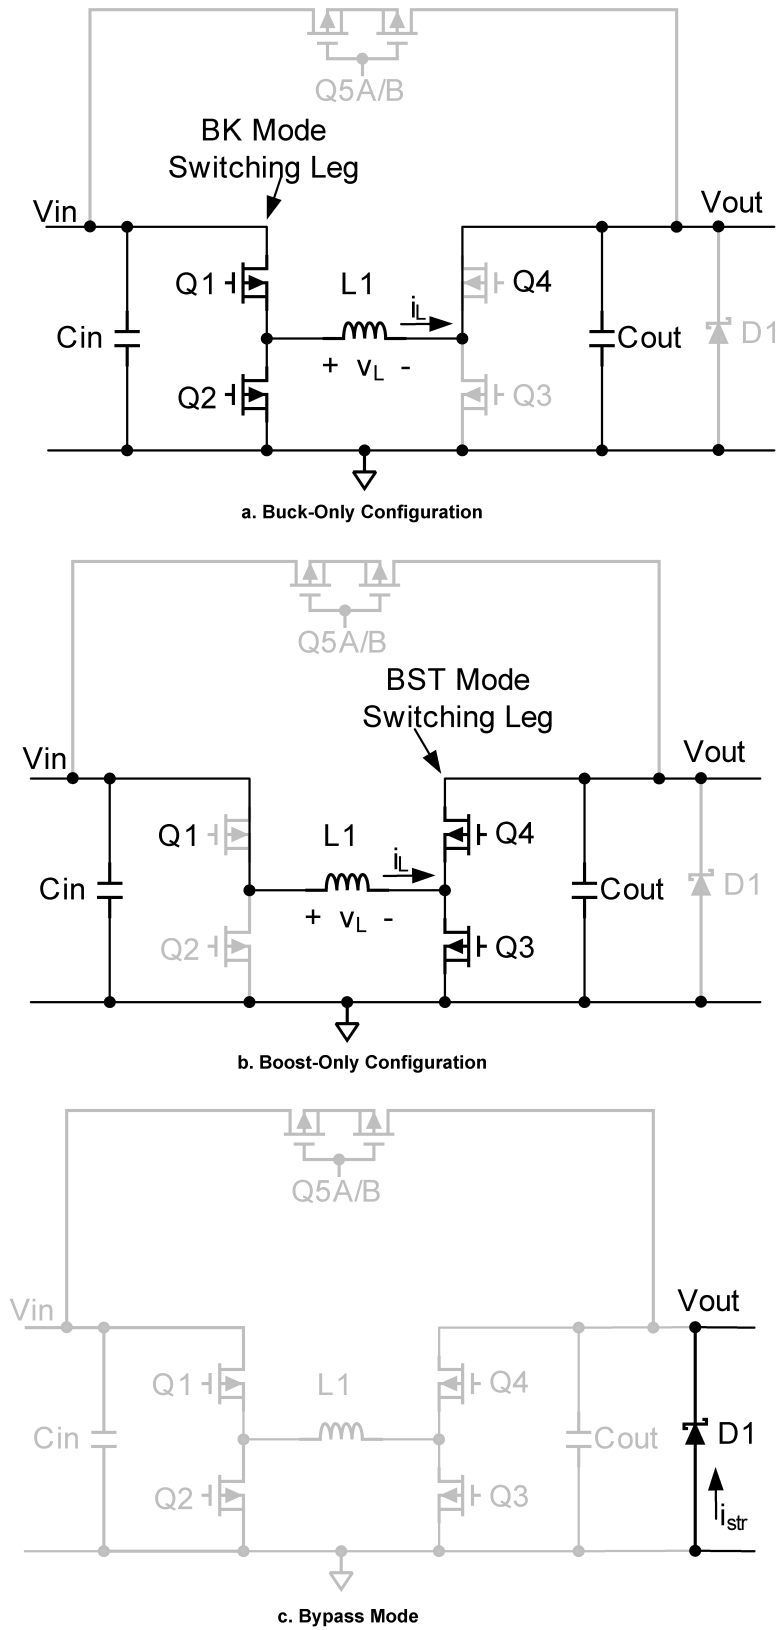 Q5A/B
BK Mode
Switching Leg
Vin
Vout
Q1
L1
iL
Q4
Cin
Cout
D1
+ vL -
Q2
Q3
a. Buck-Only Configuration
Q5A/B
BST Mode
Switching Leg
Vin
Vout
Q1
L1
iL
Q4
Cin
Cout
D1
+ vL -
Q2
Q3
b. Boost-Only Configuration
Q5A/B
Vin
Vout
Q1
L1
Q4
Cin
Cout
D1
Q2
Q3
istr
c. Bypass Mode